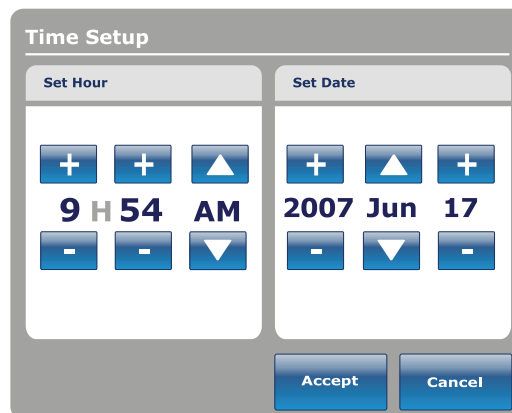 Time Setup
Set Hour
+ +
9 H 54 AM
- -
Set Date
+ +
2007 Jun 17
- -
Accept Cancel